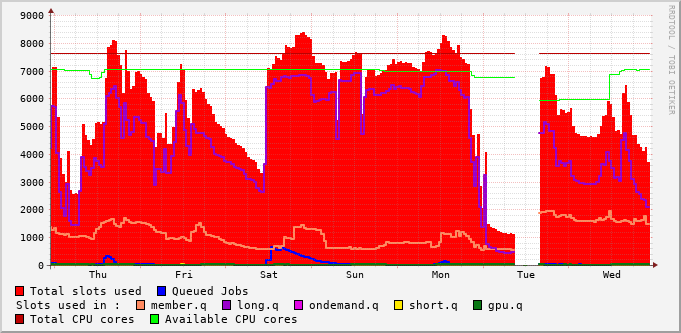 RRDTOOL / TOBI OETIKER
9000
8000
7000
6000
5000
4000
3000
2000
1000
0
Thu Fri Sat Sun Mon Tue Wed
Total slots used Queued Jobs
Slots used in : member.q long.q ondemand.q short.q gpu.q
Total CPU cores Available CPU cores